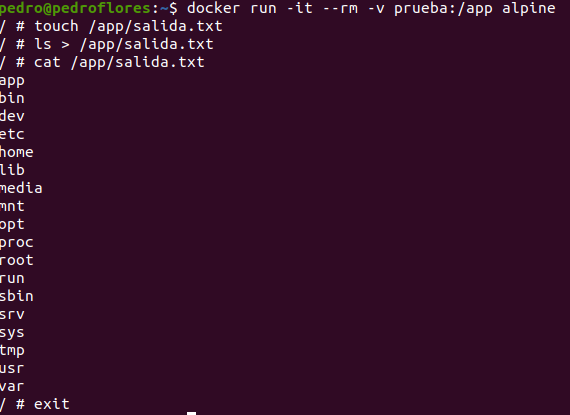 pedro@pedroflores:~$ docker run -it --rm -v prueba:/app alpine
/ # touch /app/salida.txt
/ # ls > /app/salida.txt
/ # cat /app/salida.txt
app
bin
dev
etc
home
lib
media
mnt
opt
proc
root
run
sbin
srv
sys
tmp
usr
var
/ # exit